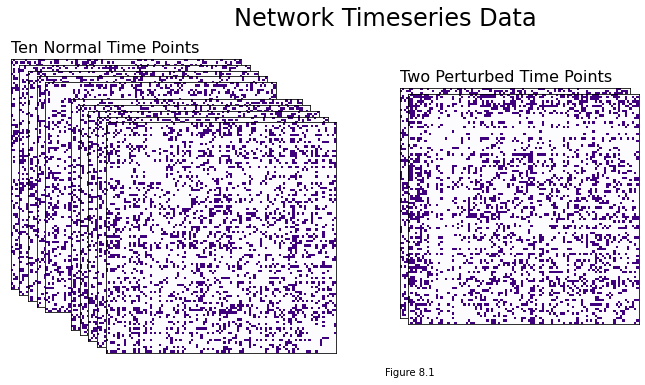 Network Timeseries Data
Ten Normal Time Points
Two Perturbed Time Points
Figure 8.1